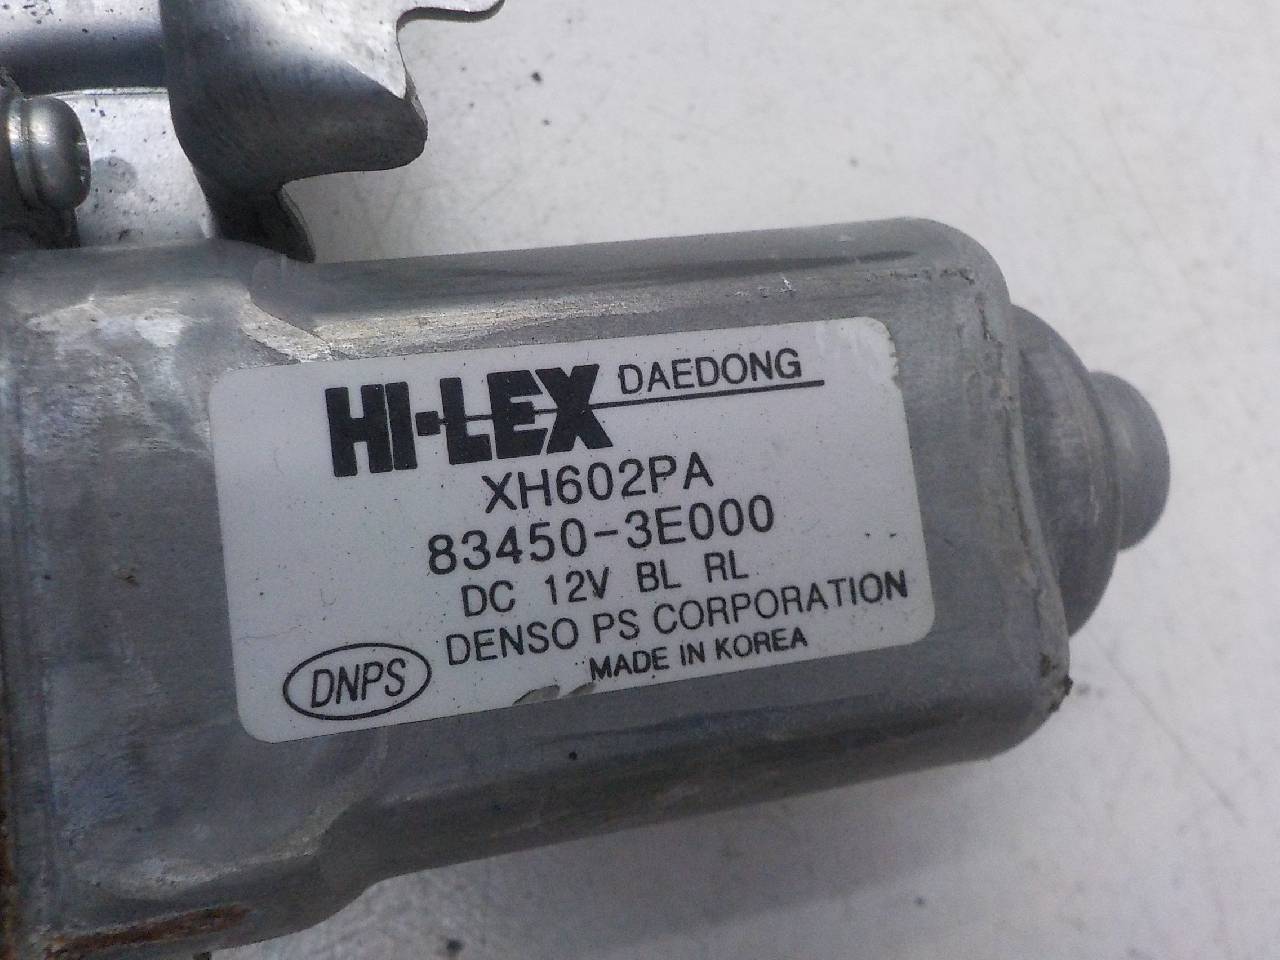 HI-LEX DAEDONG
XH602PA
83450-3E000
DC 12V BL RL
DENSO PS CORPORATION
DNPS
MADE IN KOREA